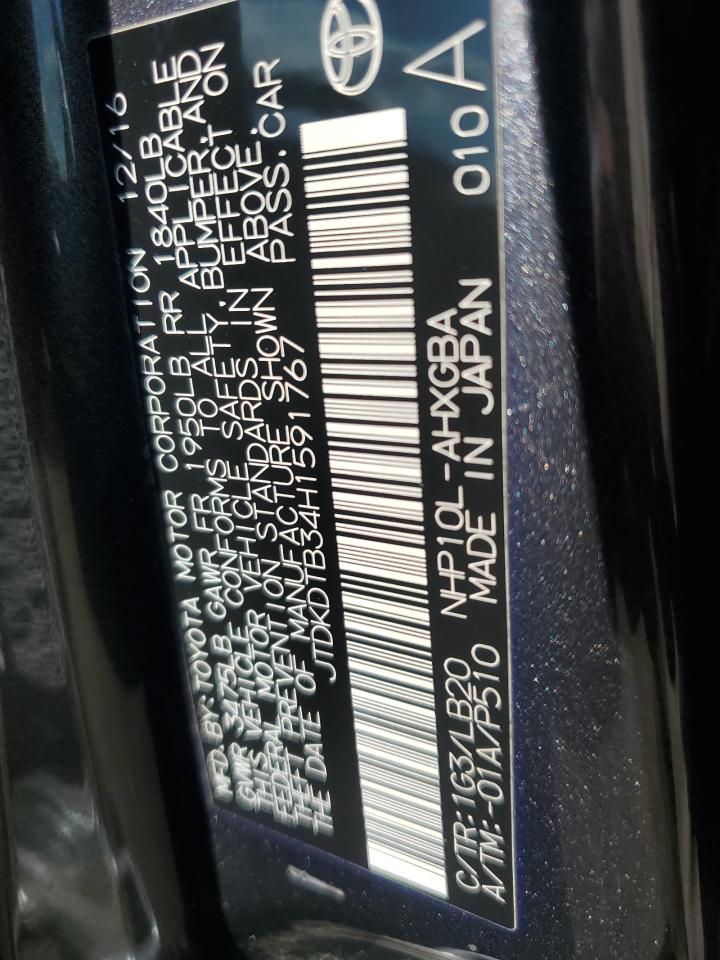 MFD BY:TOYOTA MOTOR CORPORATION 12/16
GWVR 3475LB GAWR FR 1950LB RR 1840LB
THIS VEHICLE CONFORMS TO ALL APPLICABLE
FEDERAL MOTOR VEHICLE SAFETY, BUMPER, AND
THEFT PREVENTION STANDARDS IN EFFECT ON
THE DATE OF MANUFACTURE SHOWN ABOVE.
JTDKDTB34H1591767 PASS.CAR
C/TR:1G3/LB20 NHP10L-AHXGBA 010A
A/TM:-01A/P510 MADE IN JAPAN